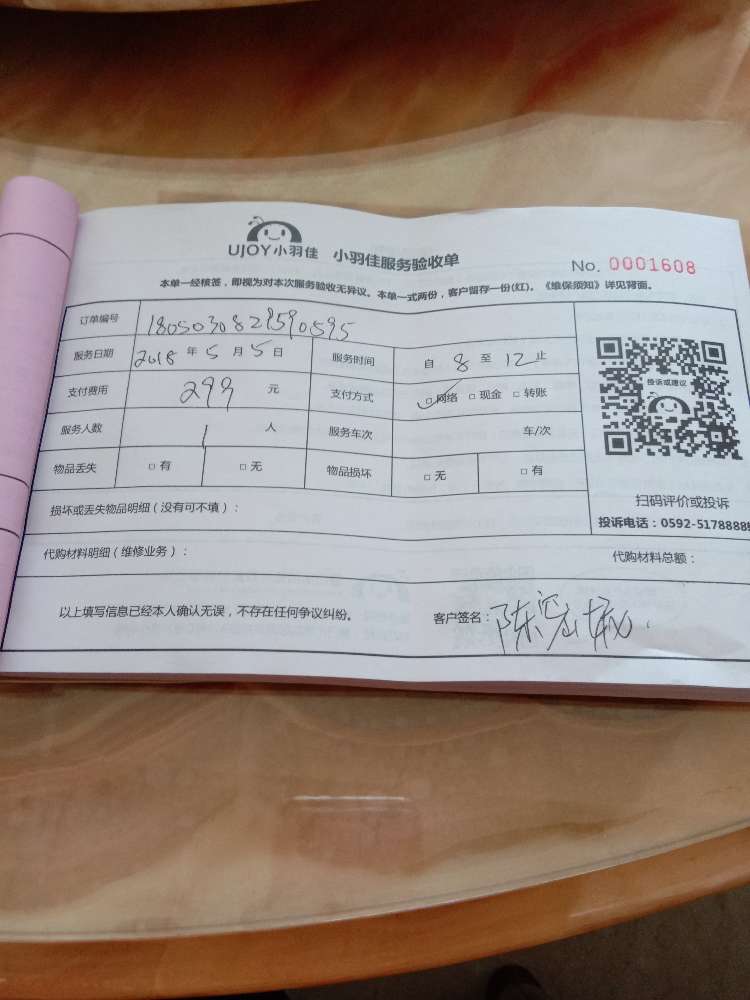 UJOY小羽佳 小羽佳服务验收单
No. 0001608
本单一经核签，即视为对本次服务验收无异议。本单一式两份，客户留存一份(红)。《维保须知》详见背面。
订单编号 1805030829590595
服务日期 2018 年 5 月 5 日 服务时间 自 8 至 12 止
支付费用 299 元 支付方式 □网络 □现金 □转账
服务人数 1 人 服务车次 车/次
物品丢失 □有 □无 物品损坏 □无 □有
投诉或建议
扫码评价或投诉
损坏或丢失物品明细（没有可不填）：
投诉电话：0592-5178888
代购材料明细（维修业务）： 代购材料总额：
以上填写信息已经本人确认无误，不存在任何争议纠纷。 客户签名：陈